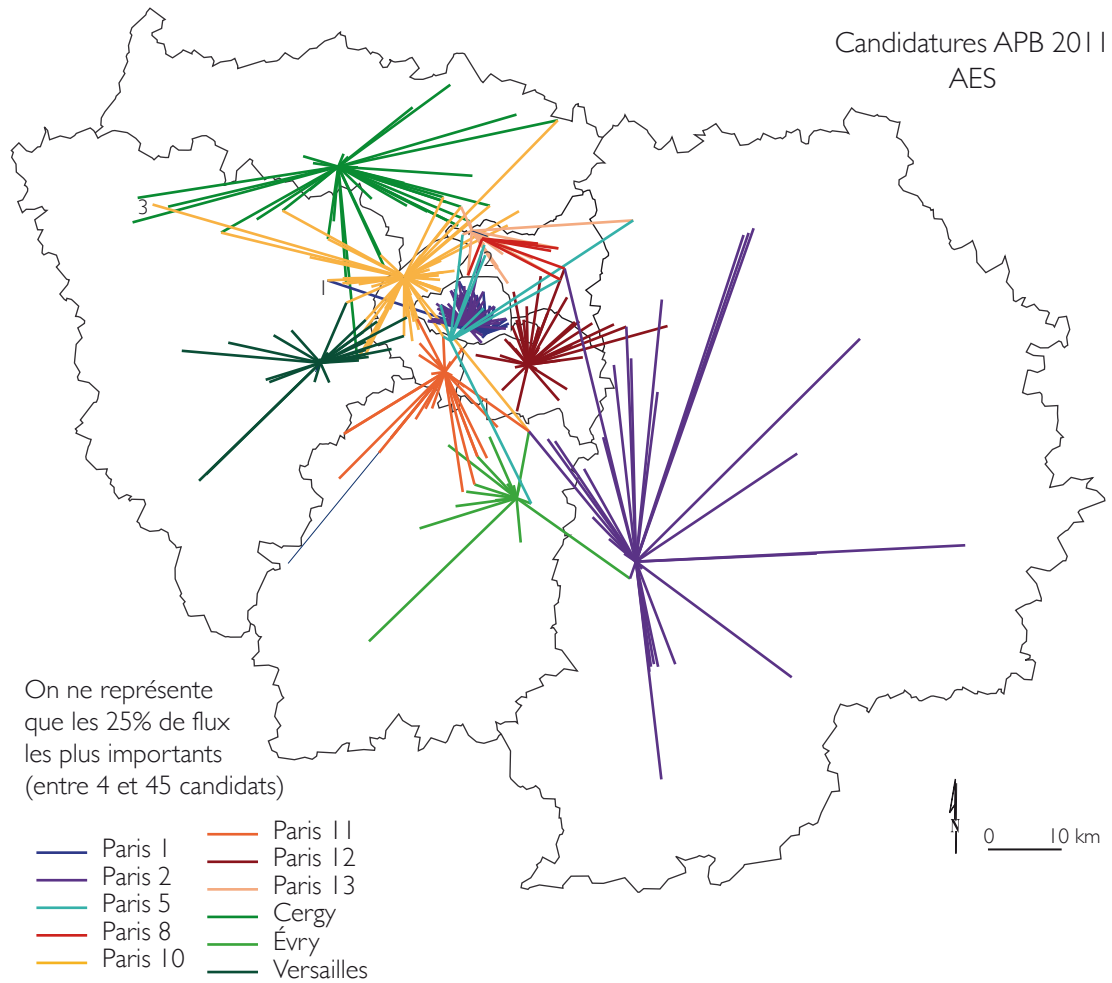 Candidatures APB 2011
AES
3
2
1
On ne représente
que les 25% de flux
les plus importants
(entre 4 et 45 candidats)
N
0 10 km
Paris 1
Paris 2
Paris 5
Paris 8
Paris 10
Paris 11
Paris 12
Paris 13
Cergy
Évry
Versailles